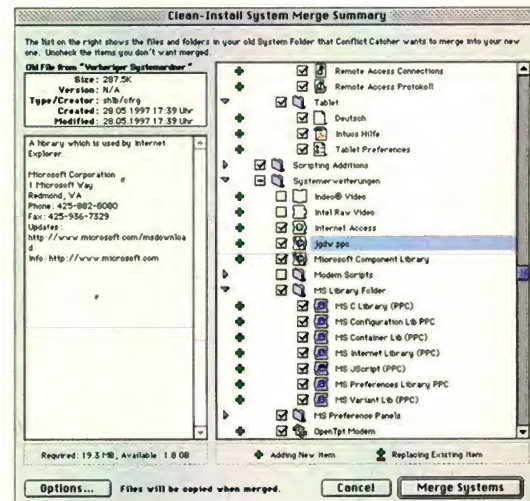 Clean-Install System Merge Summary
The list on the right shows the files and folders in your old System Folder that Conflict Catcher wants to merge into your new
one. Uncheck the items you don't want merged.
Old File from "Vorheriger Systemordner"
Size: 287.5K
Version: N/A
Type/Creator: shlb/cfrg
Created: 28.05.1997 17:39 Uhr
Modified: 28.05.1997 17:39 Uhr
A library which is used by Internet
Explorer.
Microsoft Corporation
1 Microsoft Way
Redmond, WA
Phone: 425-882-8080
Fax: 425-936-7329
Updates:
http://www.microsoft.com/msdownloa
d
Info: http://www.microsoft.com
Required: 19.3 MB, Available: 1.8 GB
Remote Access Connections
Remote Access Protokoll
Tablet
Deutsch
Intuos Hilfe
Tablet Preferences
Scripting Additions
Systemerweiterungen
Indeo® Video
Intel Raw Video
Internet Access
jgdw.ppc
Microsoft Component Library
Modem Scripts
MS Library Folder
MS C Library (PPC)
MS Configuration Lib PPC
MS Container Lib (PPC)
MS Internet Library (PPC)
MS JScript (PPC)
MS Preferences Library PPC
MS Variant Lib (PPC)
MS Preference Panels
OpenTpt Modem
Adding New Item
Replacing Existing Item
Options...
Files will be copied when merged.
Cancel
Merge Systems